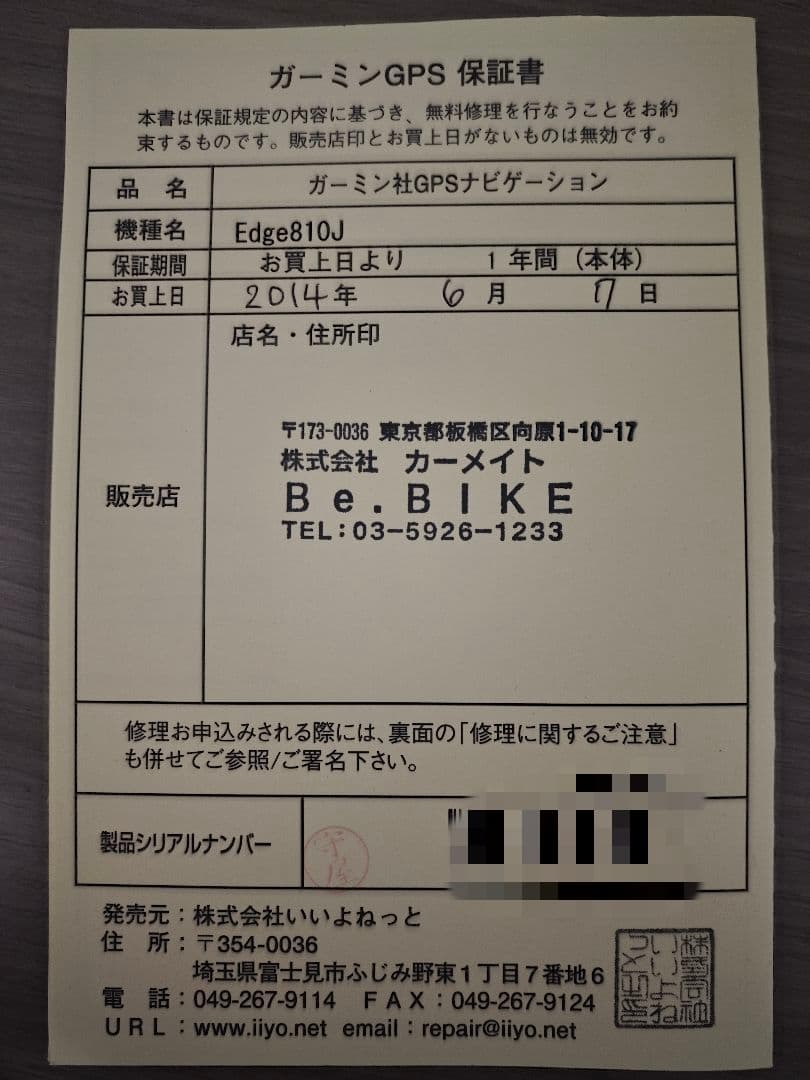 ガーミンGPS 保証書
本書は保証規定の内容に基づき、無料修理を行なうことをお約
束するものです。販売店印とお買上日がないものは無効です。
品 名 ガーミン社GPSナビゲーション
機種名 Edge810J
保証期間 お買上日より 1 年間 (本体)
お買上日 2014年 6 月 7 日
店名・住所印
〒173-0036 東京都板橋区向原1-10-17
株式会社 カーメイト
販売店 Be.BIKE
TEL:03-5926-1233
修理お申込みされる際には、裏面の「修理に関するご注意」
も併せてご参照/ご署名下さい。
製品シリアルナンバー 守屋
発売元:株式会社いいよねっと
住 所:〒354-0036
埼玉県富士見市ふじみ野東1丁目7番地6
電 話:049-267-9114 FAX:049-267-9124
URL:www.iiyo.net email:repair@iiyo.net